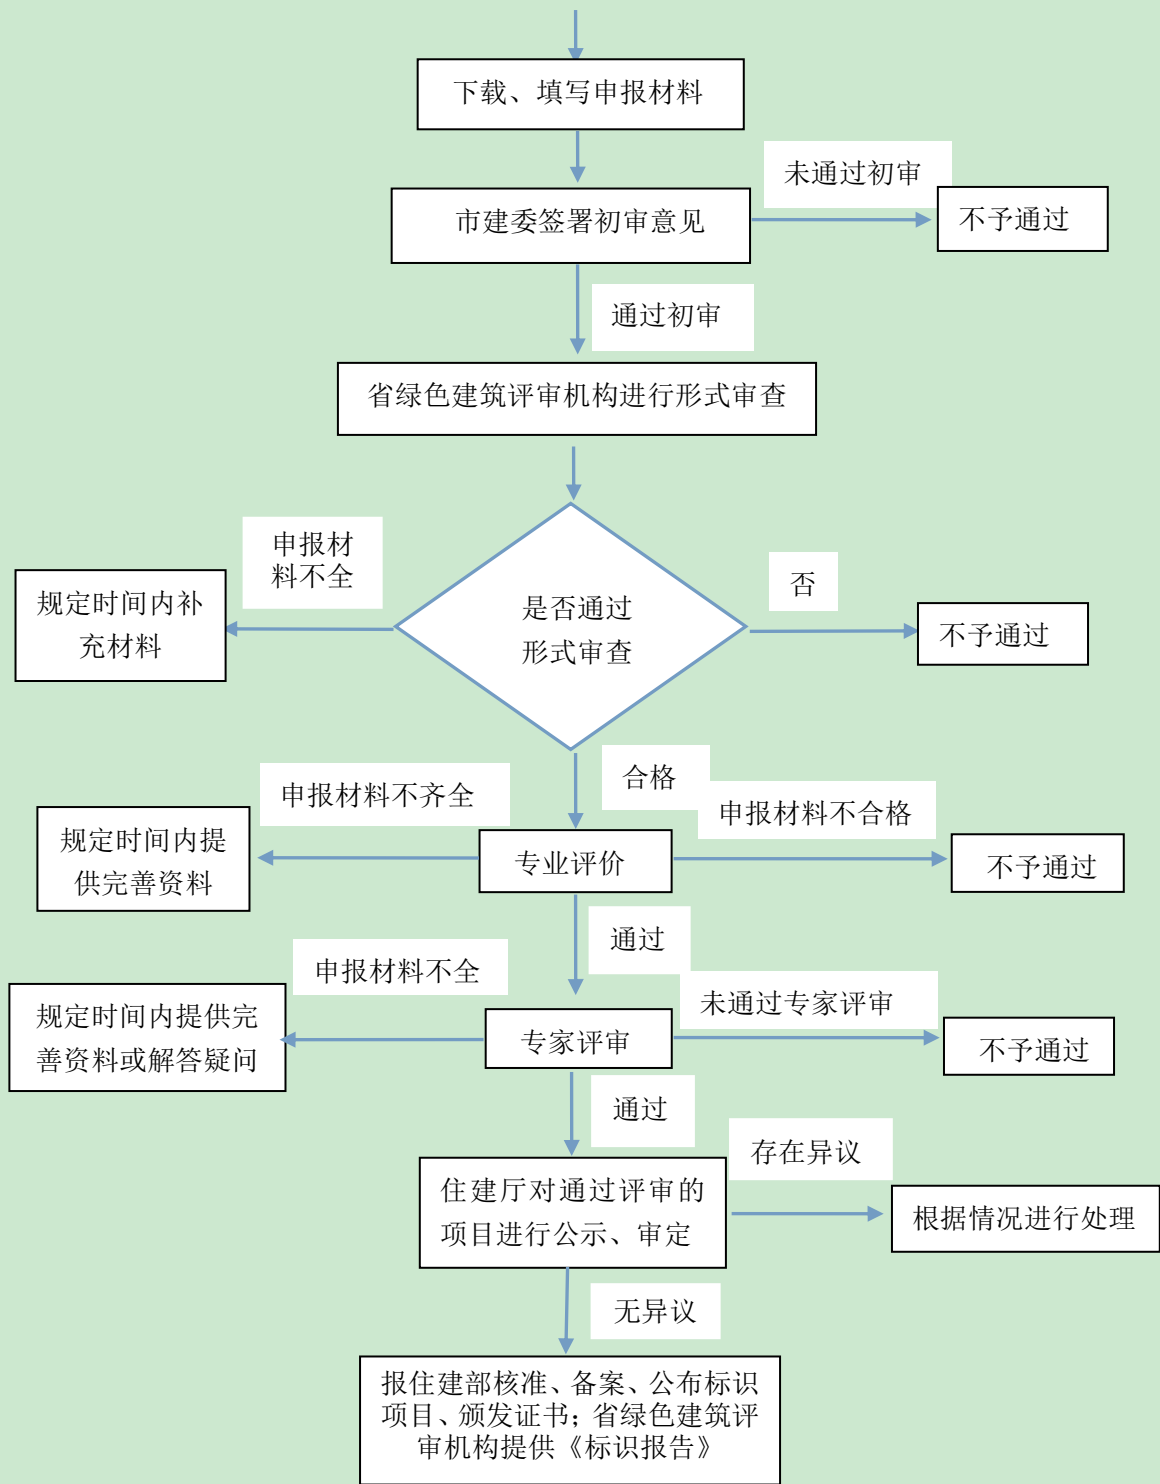 下载、填写申报材料
未通过初审
市建委签署初审意见
不予通过
通过初审
省绿色建筑评审机构进行形式审查
申报材
料不全
否
规定时间内补
充材料
是否通过
形式审查
不予通过
合格
申报材料不齐全
申报材料不合格
规定时间内提
供完善资料
专业评价
不予通过
通过
申报材料不全
未通过专家评审
规定时间内提供完
善资料或解答疑问
专家评审
不予通过
通过
存在异议
住建厅对通过评审的
项目进行公示、审定
根据情况进行处理
无异议
报住建部核准、备案、公布标识
项目、颁发证书；省绿色建筑评
审机构提供《标识报告》